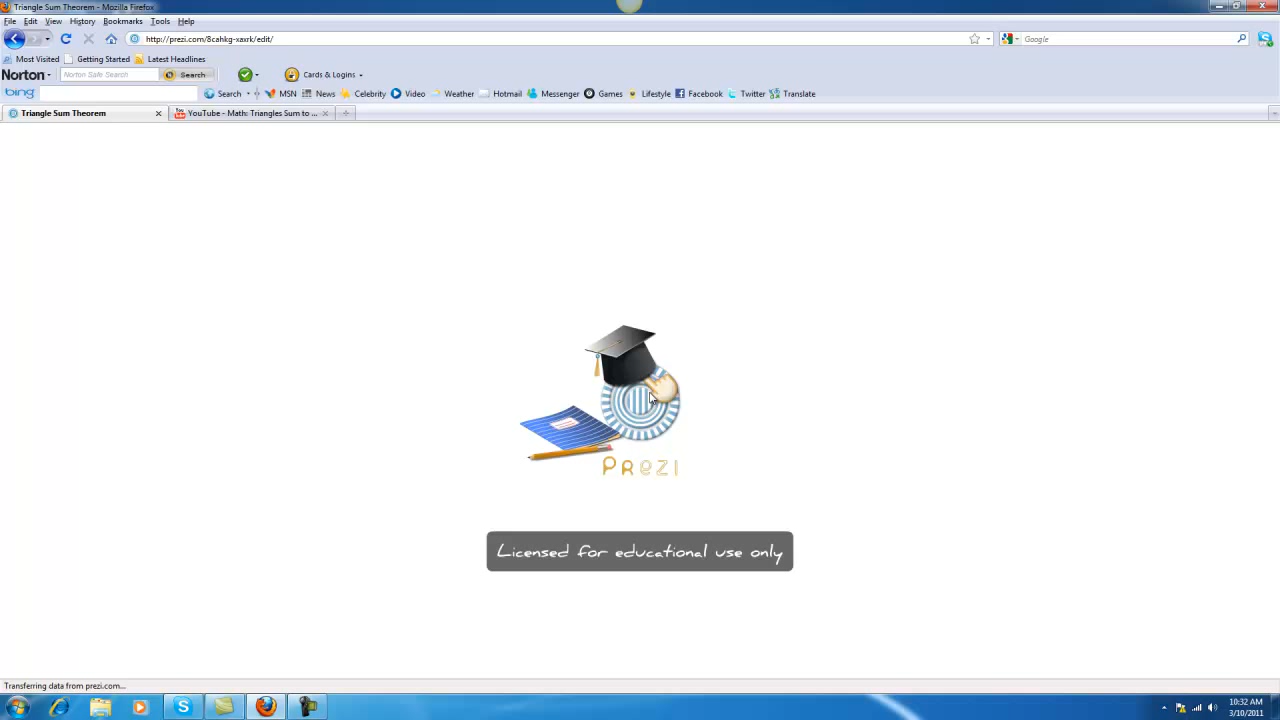 Triangle Sum Theorem - Mozilla Firefox
File Edit View History Bookmarks Tools Help
http://prezi.com/8cahkg-xaxrk/edit/ Google
Most Visited Getting Started Latest Headlines
Norton Norton Safe Search Search Cards & Logins
bing Search MSN News Celebrity Video Weather Hotmail Messenger Games Lifestyle Facebook Twitter Translate
Triangle Sum Theorem YouTube - Math: Triangles Sum to ...
Prezi
Licensed for educational use only
Transferring data from prezi.com...
10:32 AM
3/10/2011